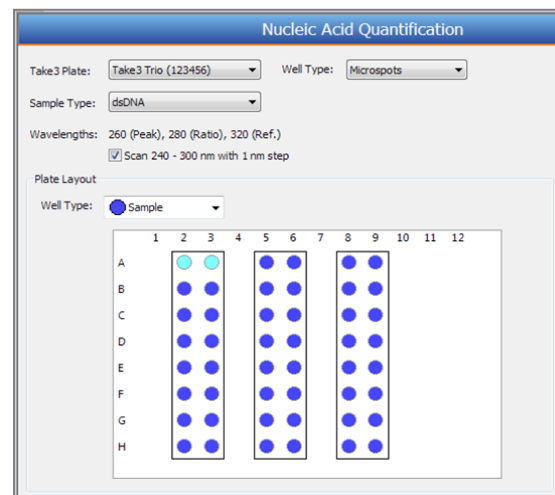 Nucleic Acid Quantification
Take3 Plate: Take3 Trio (123456) Well Type: Microspots
Sample Type: dsDNA
Wavelengths: 260 (Peak), 280 (Ratio), 320 (Ref.)
Scan 240 - 300 nm with 1 nm step
Plate Layout
Well Type: Sample
1 2 3 4 5 6 7 8 9 10 11 12
A
B
C
D
E
F
G
H